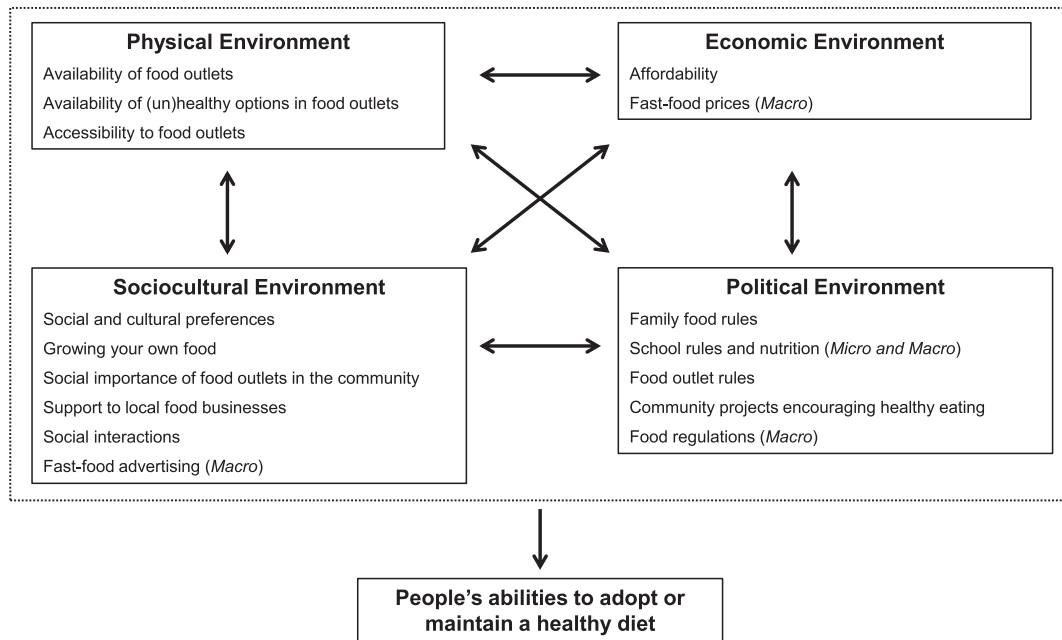 Physical Environment
Availability of food outlets
Availability of (un)healthy options in food outlets
Accessibility to food outlets
Economic Environment
Affordability
Fast-food prices (Macro)
Sociocultural Environment
Social and cultural preferences
Growing your own food
Social importance of food outlets in the community
Support to local food businesses
Social interactions
Fast-food advertising (Macro)
Political Environment
Family food rules
School rules and nutrition (Micro and Macro)
Food outlet rules
Community projects encouraging healthy eating
Food regulations (Macro)
People’s abilities to adopt or
maintain a healthy diet